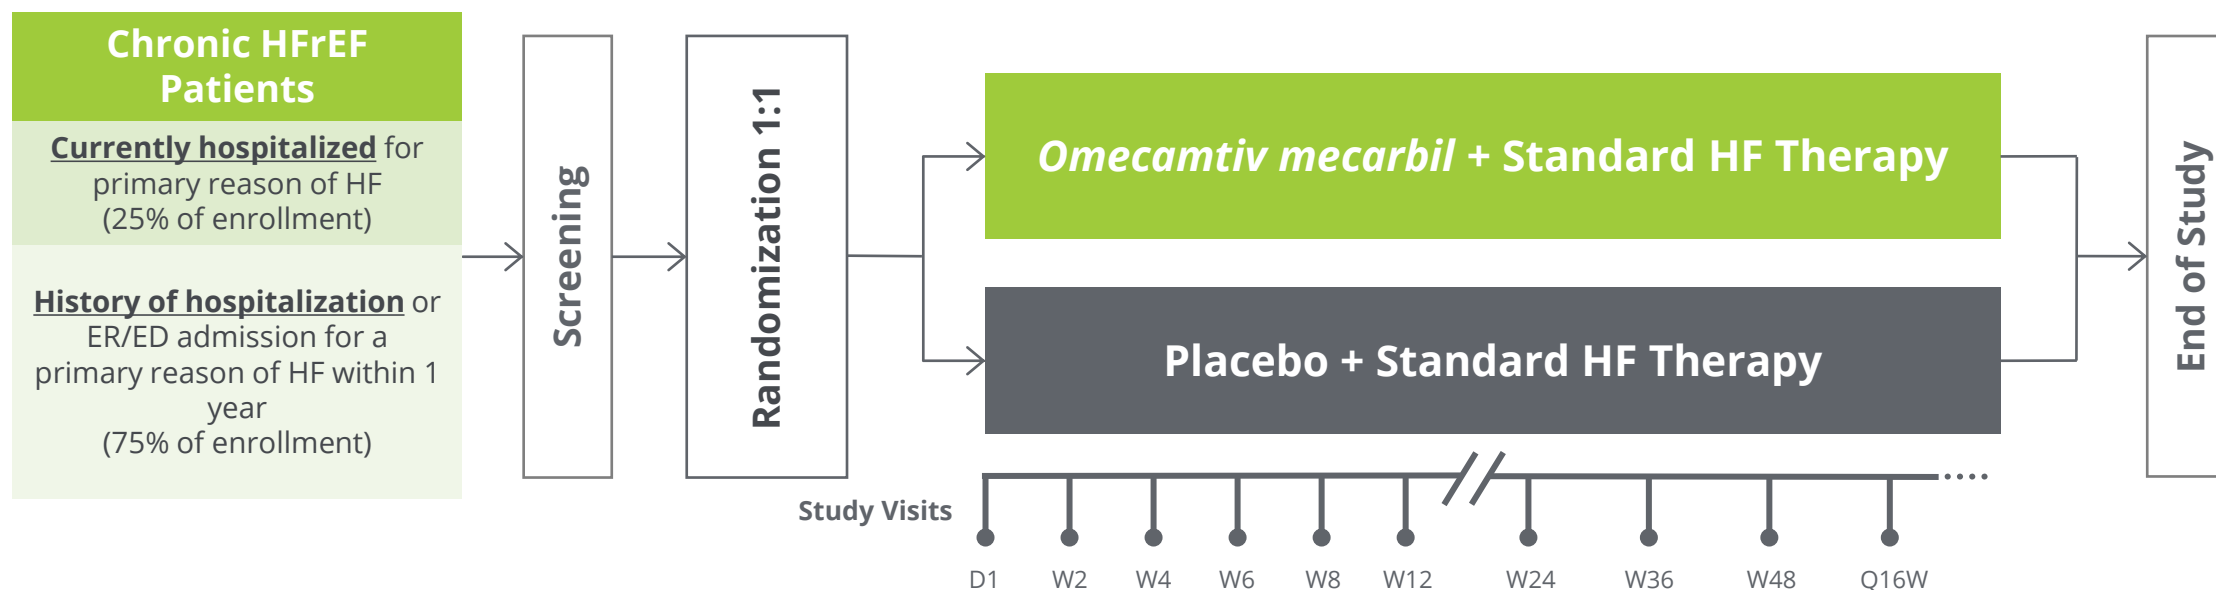 Chronic HFrEF
Patients
Currently hospitalized for
primary reason of HF
(25% of enrollment)
History of hospitalization or
ER/ED admission for a
primary reason of HF within 1
year
(75% of enrollment)
Screening
Randomization 1:1
Omecamtiv mecarbil + Standard HF Therapy
Placebo + Standard HF Therapy
End of Study
Study Visits
D1 W2 W4 W6 W8 W12 W24 W36 W48 Q16W